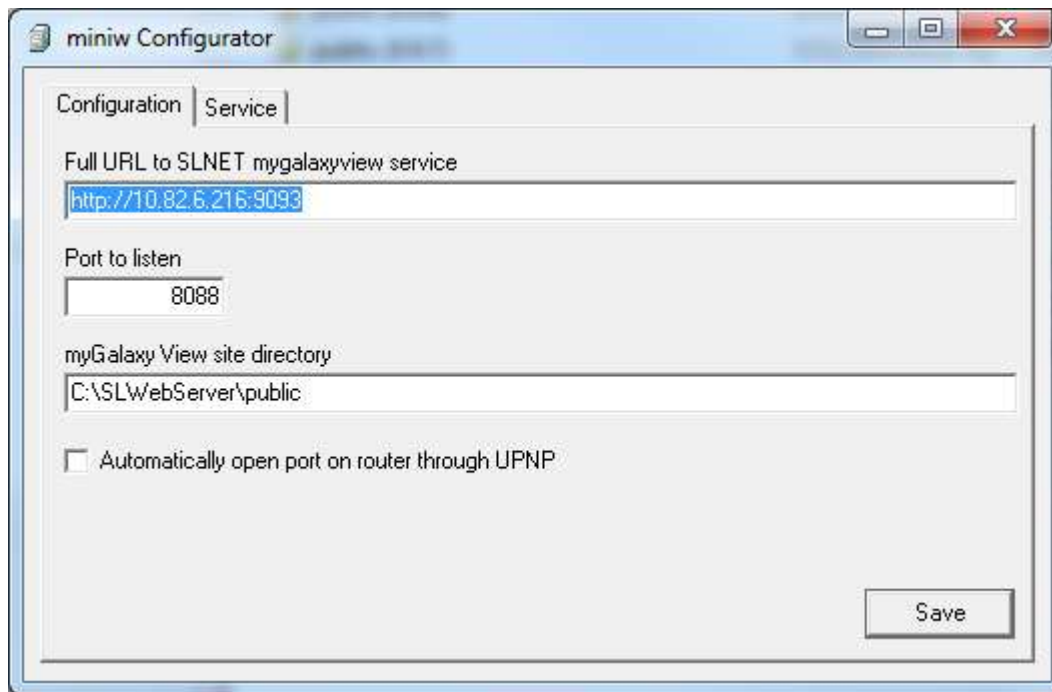 miniw Configurator
Configuration
Service
Full URL to SLNET mygalaxyview service
http://10.82.6.216:9093
Port to listen
8088
myGalaxy View site directory
C:\SLWebServer\public
Automatically open port on router through UPNP
Save